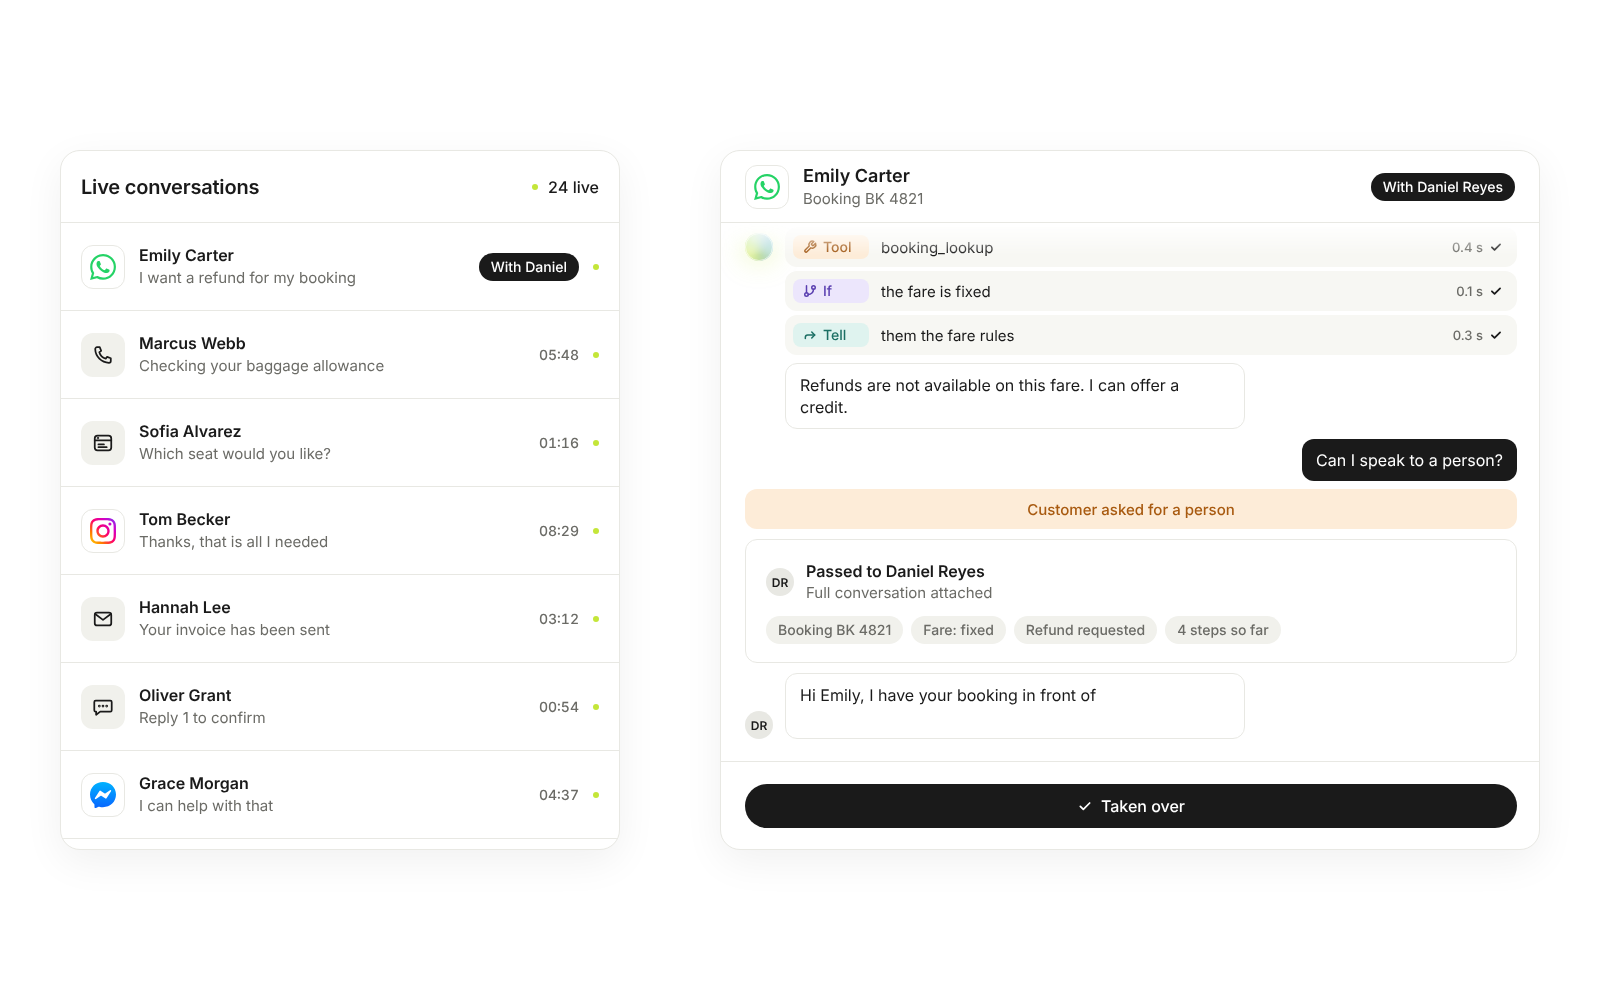 Live conversations
24 live
Emily Carter
I want a refund for my booking
With Daniel
Marcus Webb
Checking your baggage allowance
05:48
Sofia Alvarez
Which seat would you like?
01:16
Tom Becker
Thanks, that is all I needed
08:29
Hannah Lee
Your invoice has been sent
03:12
Oliver Grant
Reply 1 to confirm
00:54
Grace Morgan
I can help with that
04:37
Emily Carter
Booking BK 4821
With Daniel Reyes
Tool booking_lookup 0.4 s
If the fare is fixed 0.1 s
Tell them the fare rules 0.3 s
Refunds are not available on this fare. I can offer a
credit.
Can I speak to a person?
Customer asked for a person
DR
Passed to Daniel Reyes
Full conversation attached
Booking BK 4821 Fare: fixed Refund requested 4 steps so far
Hi Emily, I have your booking in front of
DR
Taken over